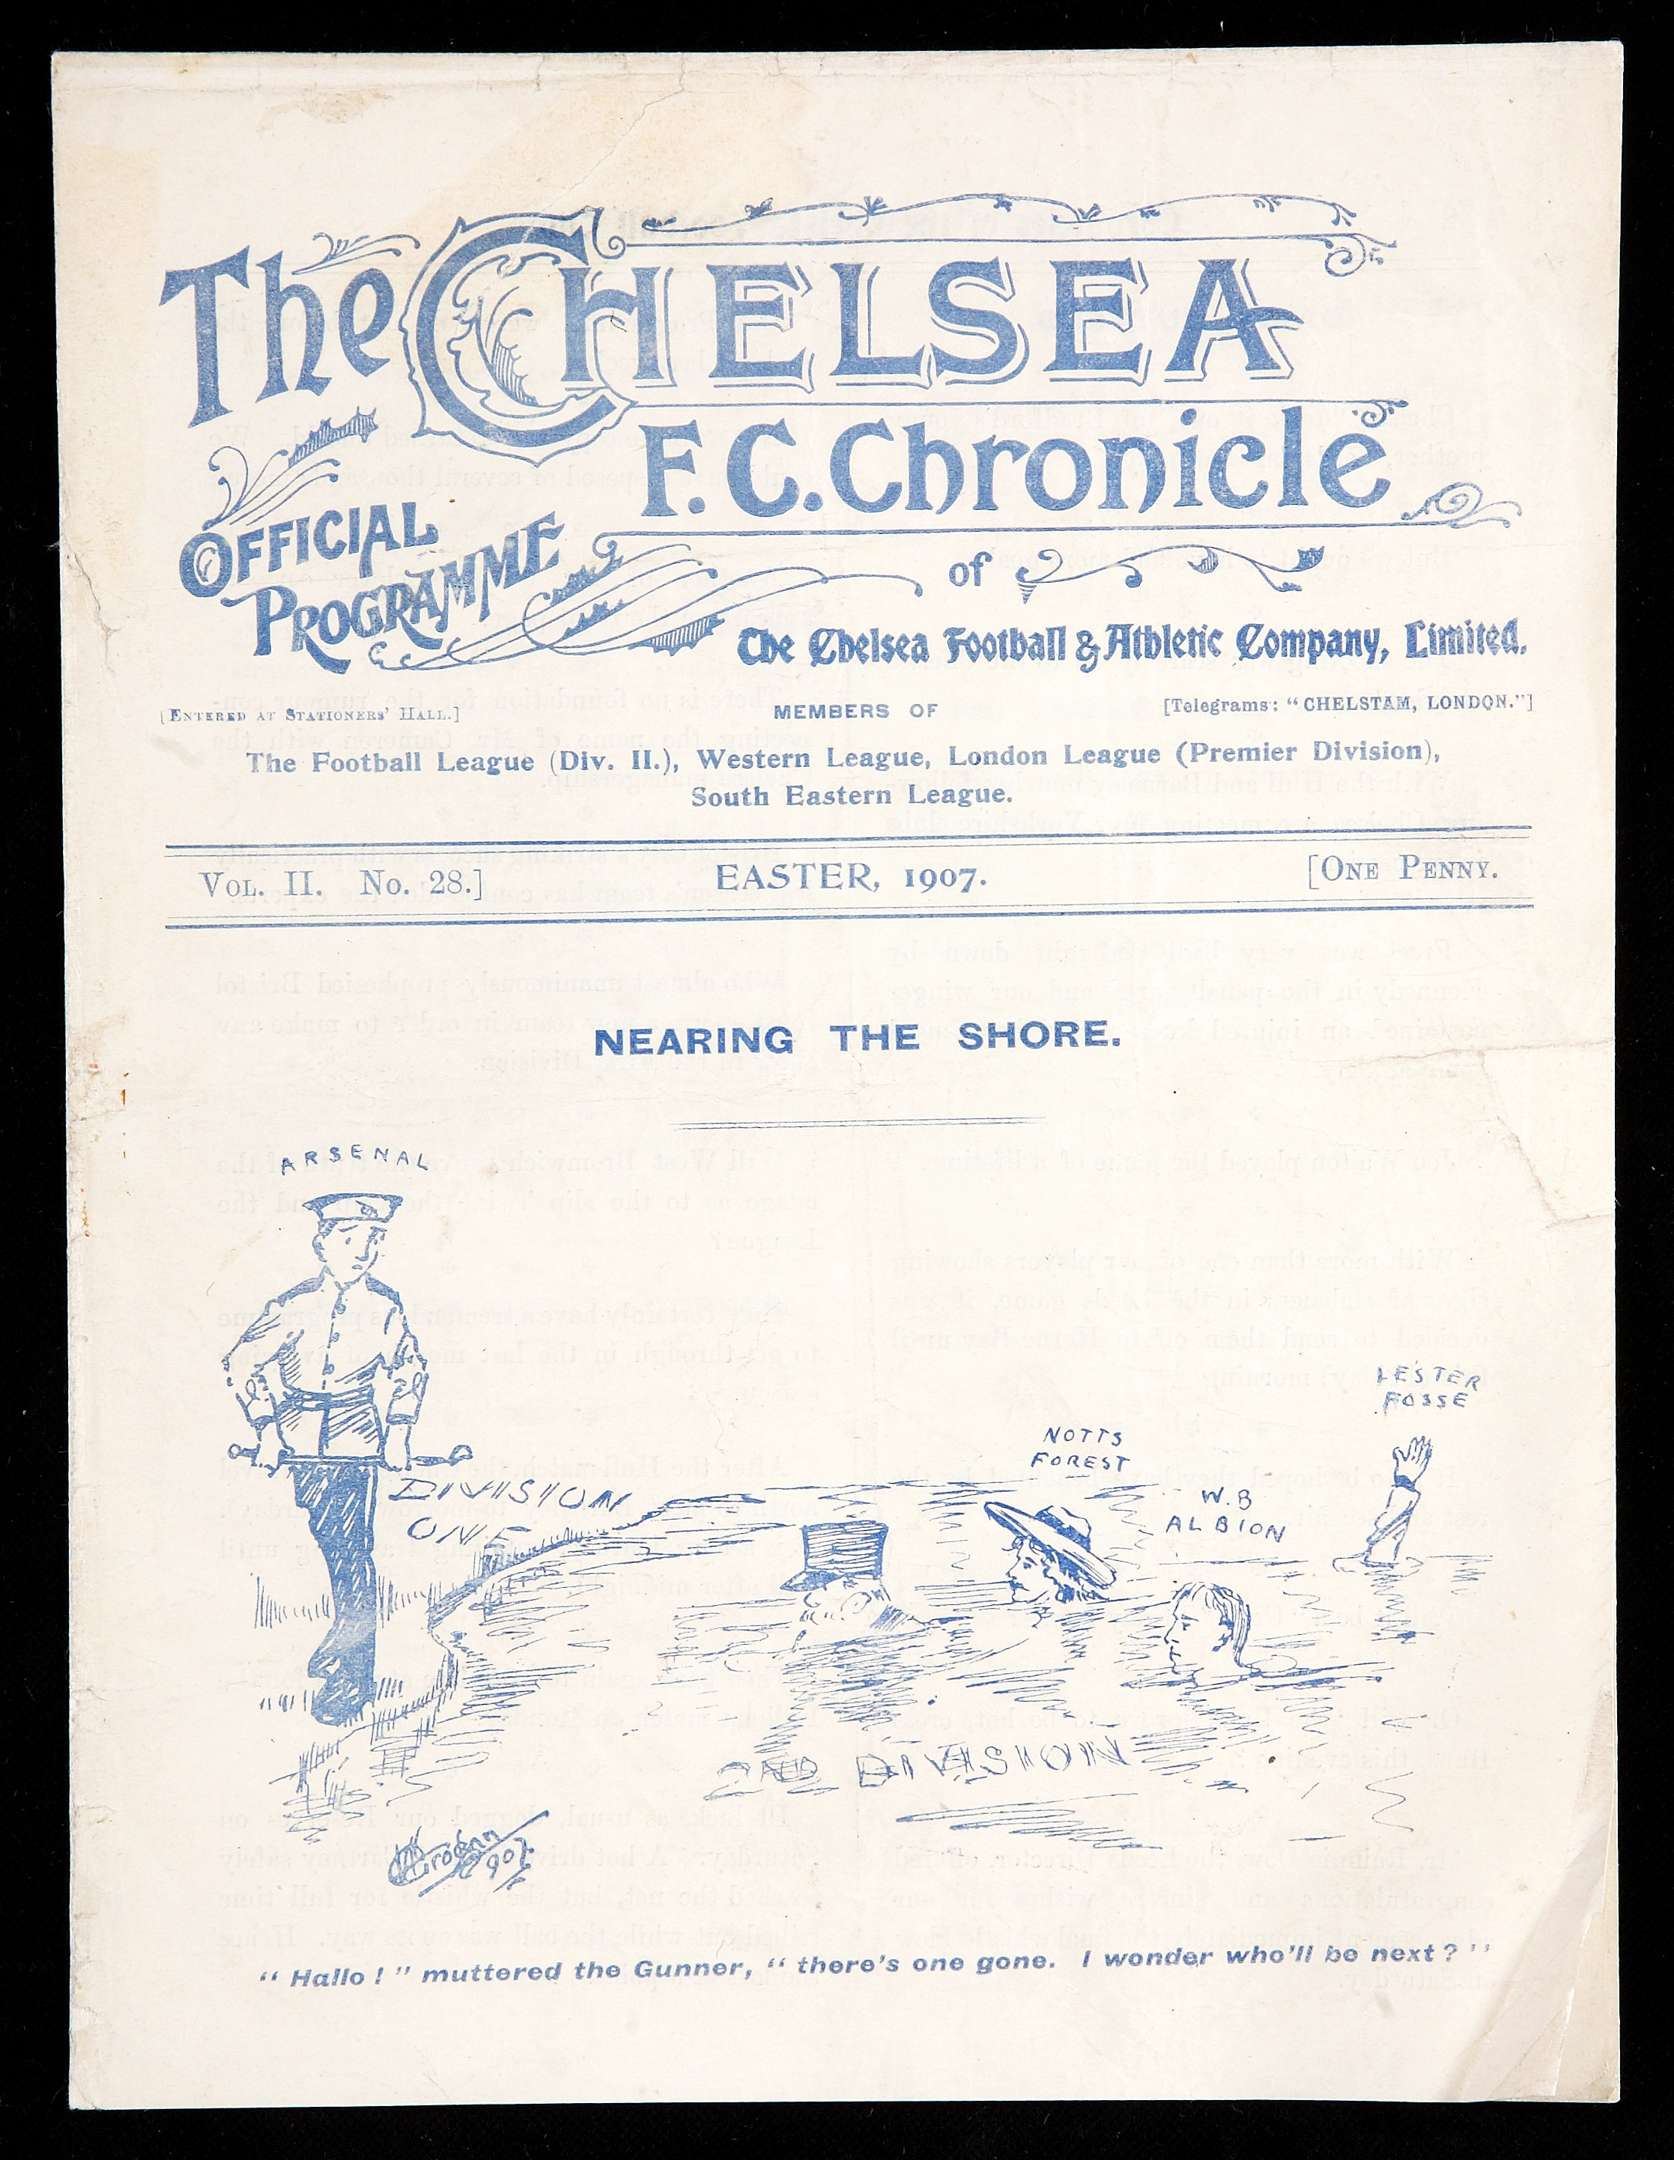 The CHELSEA
F.C. Chronicle
OFFICIAL
PROGRAMME
of
The Chelsea Football & Athletic Company, Limited.
[ENTERED AT STATIONERS' HALL.]
MEMBERS OF
[Telegrams: "CHELSTAM, LONDON."]
The Football League (Div. II.), Western League, London League (Premier Division),
South Eastern League.
VOL. II. No. 28.]
EASTER, 1907.
[ONE PENNY.
NEARING THE SHORE.
ARSENAL
LESTER
FOSSE
NOTTS
FOREST
W.B
ALBION
DIVISION
ONE
2ND DIVISION
1907
"Hallo!" muttered the Gunner, "there's one gone. I wonder who'll be next?"